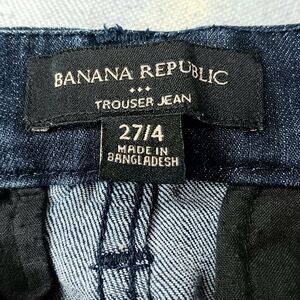 BANANA REPUBLIC
TROUSER JEAN
27/4
MADE IN
BANGLADESH